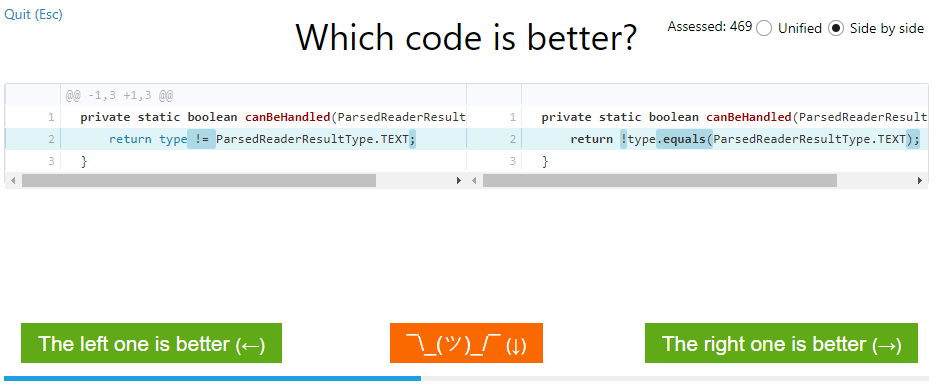 Quit (Esc)
Which code is better?
Assessed: 469 Unified Side by side
@@ -1,3 +1,3 @@
1 private static boolean canBeHandled(ParsedReaderResult
2 return type != ParsedReaderResultType.TEXT;
3 }
1 private static boolean canBeHandled(ParsedReaderResult
2 return !type.equals(ParsedReaderResultType.TEXT);
3 }
The left one is better (←)
¯\_(ツ)_/¯ (↓)
The right one is better (→)